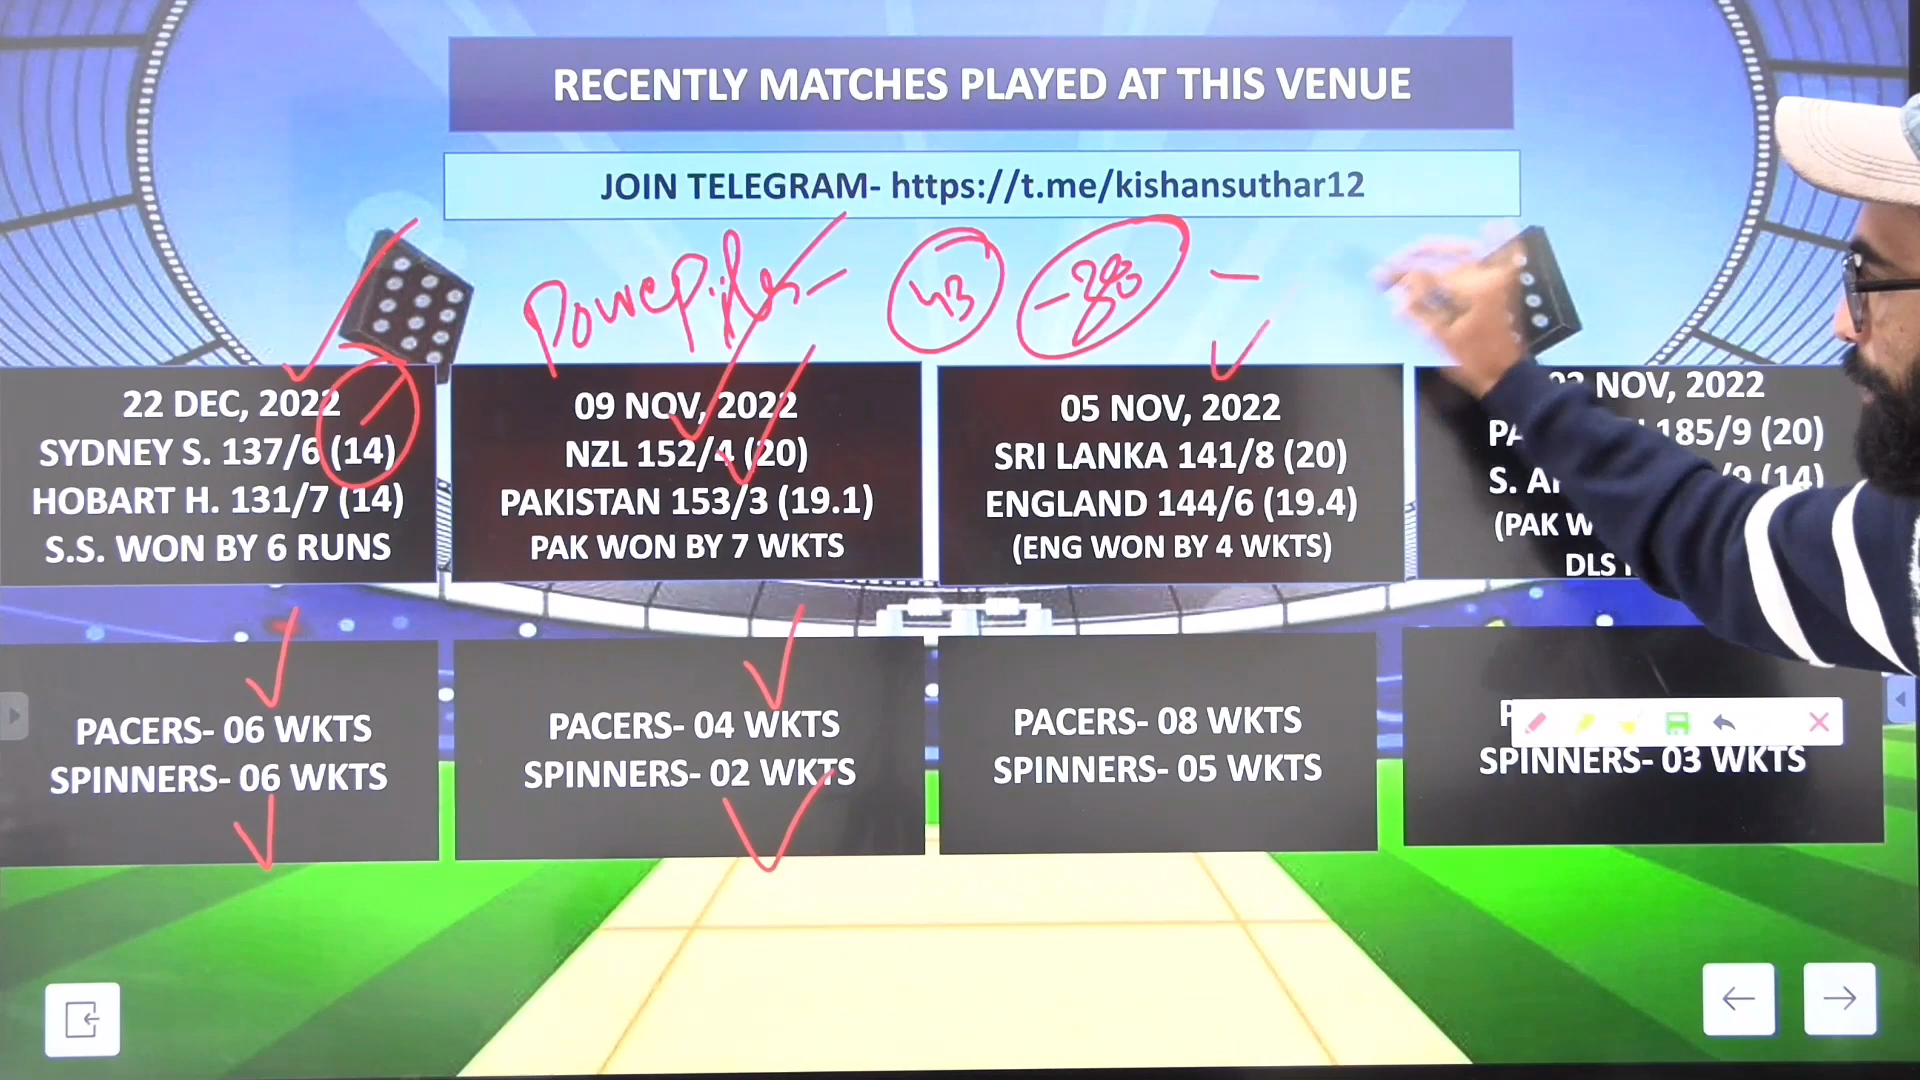 RECENTLY MATCHES PLAYED AT THIS VENUE
JOIN TELEGRAM- https://t.me/kishansuthar12
43
22 DEC, 2022
SYDNEY S. 137/6 (14)
HOBART H. 131/7 (14)
S.S. WON BY 6 RUNS
09 NOV, 2022
NZL 152/4 (20)
PAKISTAN 153/3 (19.1)
PAK WON BY 7 WKTS
05 NOV, 2022
SRI LANKA 141/8 (20)
ENGLAND 144/6 (19.4)
(ENG WON BY 4 WKTS)
NOV, 2022
185/9 (20)
S. (14)
(PAK
DLS
PACERS- 06 WKTS
SPINNERS- 06 WKTS
PACERS- 04 WKTS
SPINNERS- 02 WKTS
PACERS- 08 WKTS
SPINNERS- 05 WKTS
SPINNERS- 03 WKTS